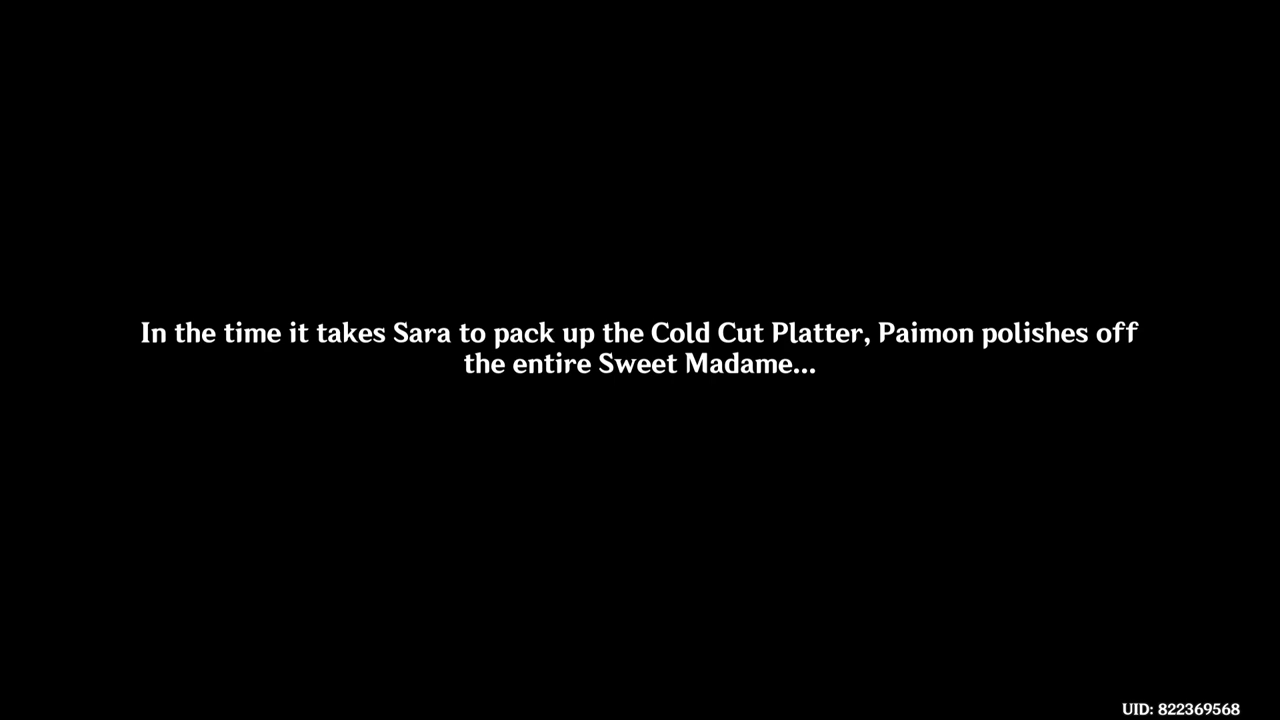 In the time it takes Sara to pack up the Cold Cut Platter, Paimon polishes off
the entire Sweet Madame...
UID: 822369568